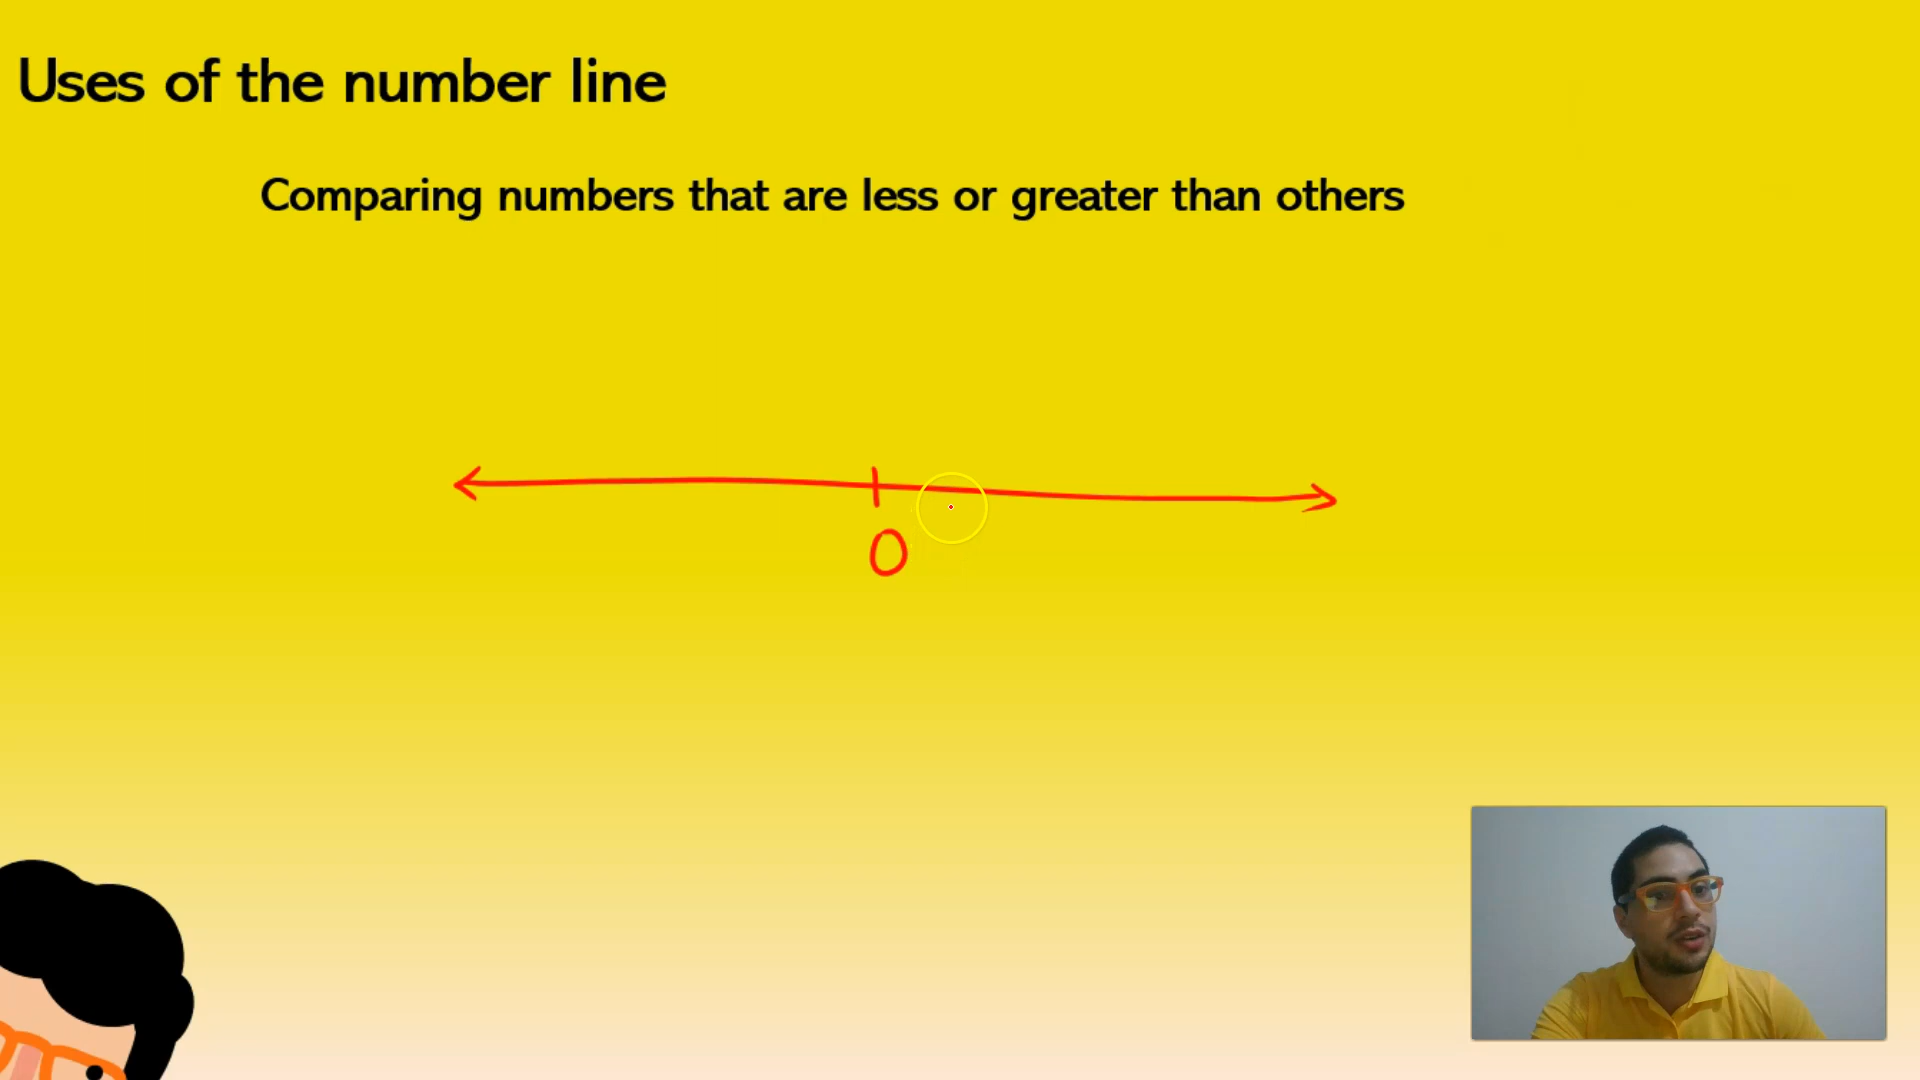 Uses of the number line
Comparing numbers that are less or greater than others
0